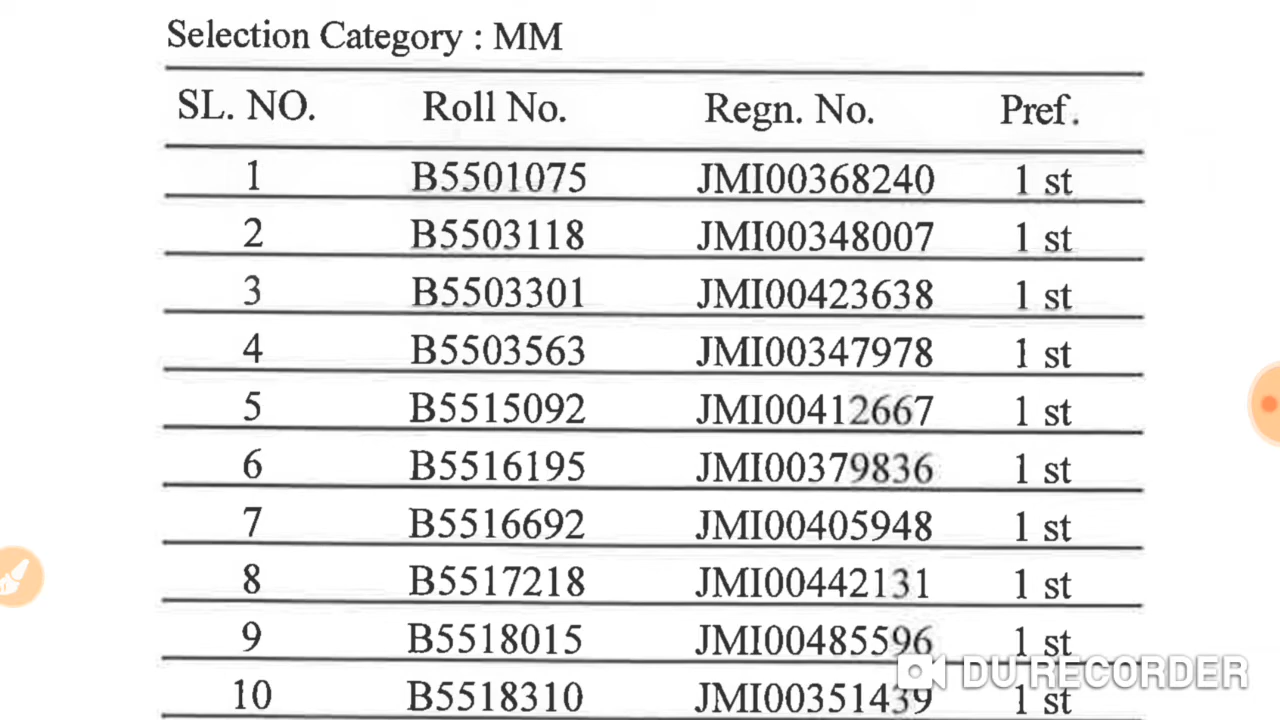 Selection Category : MM
SL. NO. Roll No. Regn. No. Pref.
1 B5501075 JMI00368240 1 st
2 B5503118 JMI00348007 1 st
3 B5503301 JMI00423638 1 st
4 B5503563 JMI00347978 1 st
5 B5515092 JMI00412667 1 st
6 B5516195 JMI00379836 1 st
7 B5516692 JMI00405948 1 st
8 B5517218 JMI00442131 1 st
9 B5518015 JMI00485596 1 st
10 B5518310 JMI00351439 1 st
DU RECORDER